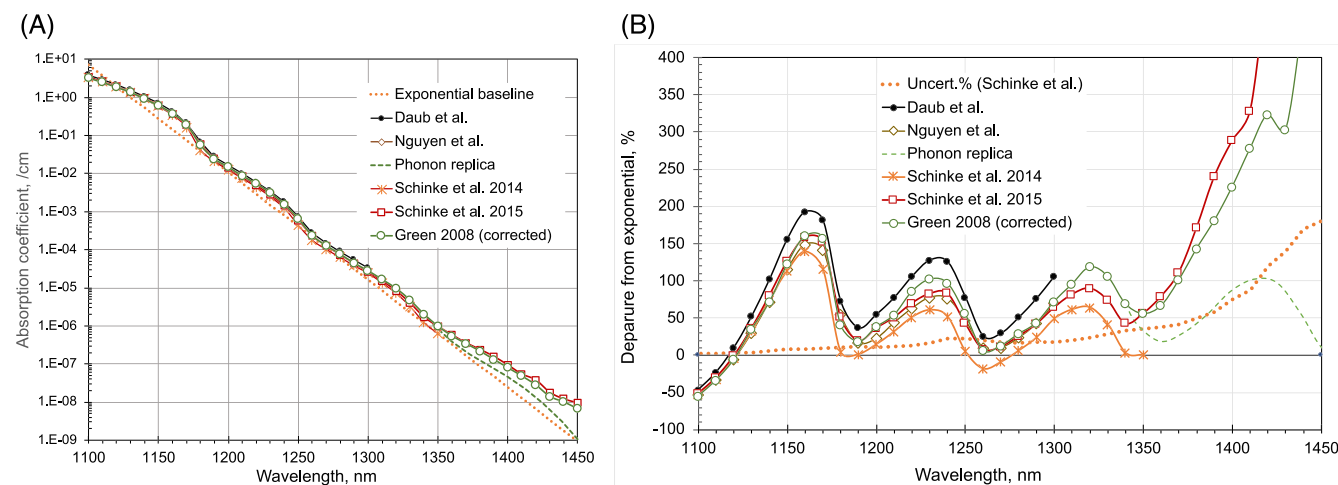 (A)
1.E+01
1.E+00
1.E-01
1.E-02
1.E-03
1.E-04
1.E-05
1.E-06
1.E-07
1.E-08
1.E-09
Absorption coefficient, /cm
Exponential baseline
Daub et al.
Nguyen et al.
Phonon replica
Schinke et al. 2014
Schinke et al. 2015
Green 2008 (corrected)
1100 1150 1200 1250 1300 1350 1400 1450
Wavelength, nm
(B)
400
350
300
250
200
150
100
50
0
-50
-100
Deparure from exponential, %
Uncert.% (Schinke et al.)
Daub et al.
Nguyen et al.
Phonon replica
Schinke et al. 2014
Schinke et al. 2015
Green 2008 (corrected)
1100 1150 1200 1250 1300 1350 1400 1450
Wavelength, nm